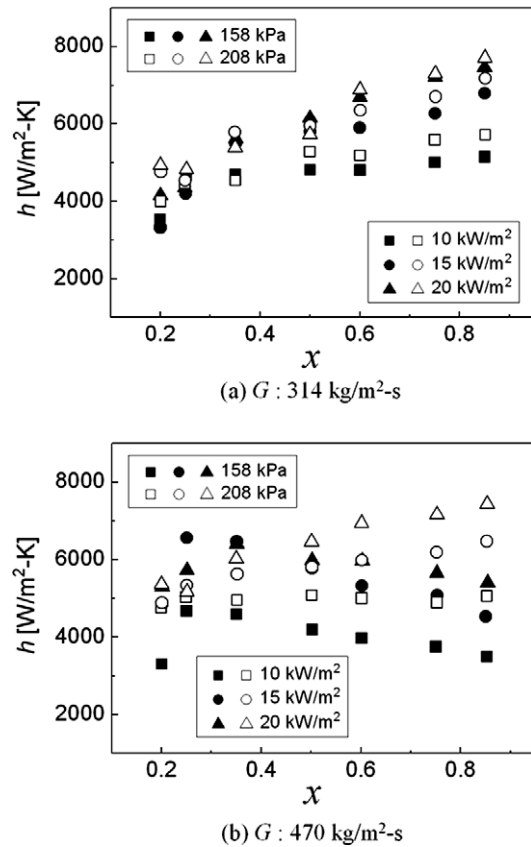 8000
6000
4000
2000
h [W/m²-K]
158 kPa
208 kPa
10 kW/m²
15 kW/m²
20 kW/m²
0.2 0.4 0.6 0.8
x
(a) G : 314 kg/m²-s
8000
6000
4000
2000
h [W/m²-K]
158 kPa
208 kPa
10 kW/m²
15 kW/m²
20 kW/m²
0.2 0.4 0.6 0.8
x
(b) G : 470 kg/m²-s